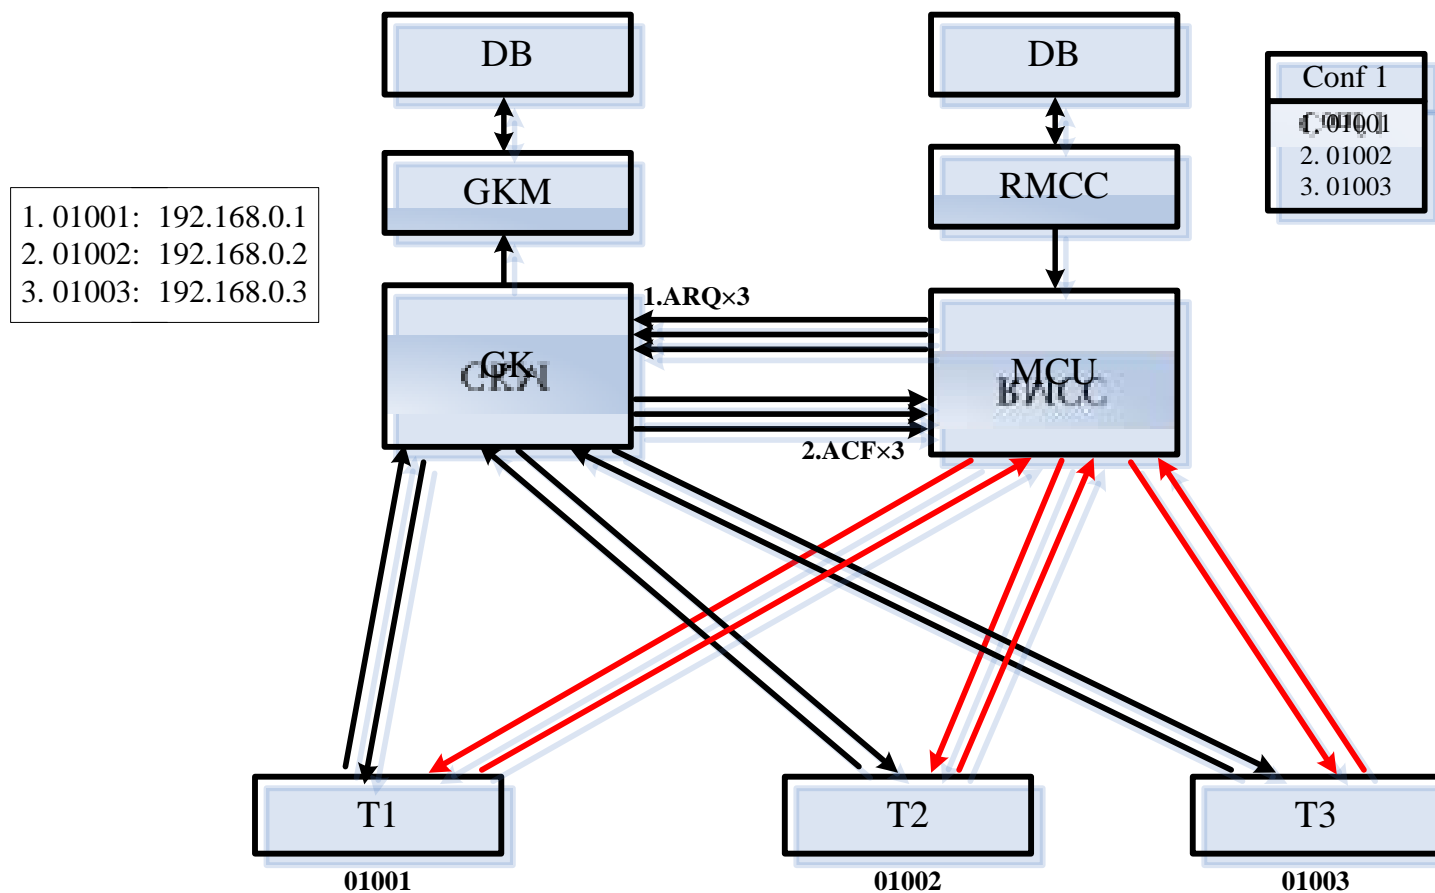 DB
DB
Conf 1
1. 01001
2. 01002
3. 01003
GKM
RMCC
1. 01001: 192.168.0.1
2. 01002: 192.168.0.2
3. 01003: 192.168.0.3
1.ARQ×3
GK
MCU
2.ACF×3
T1
T2
T3
01001
01002
01003